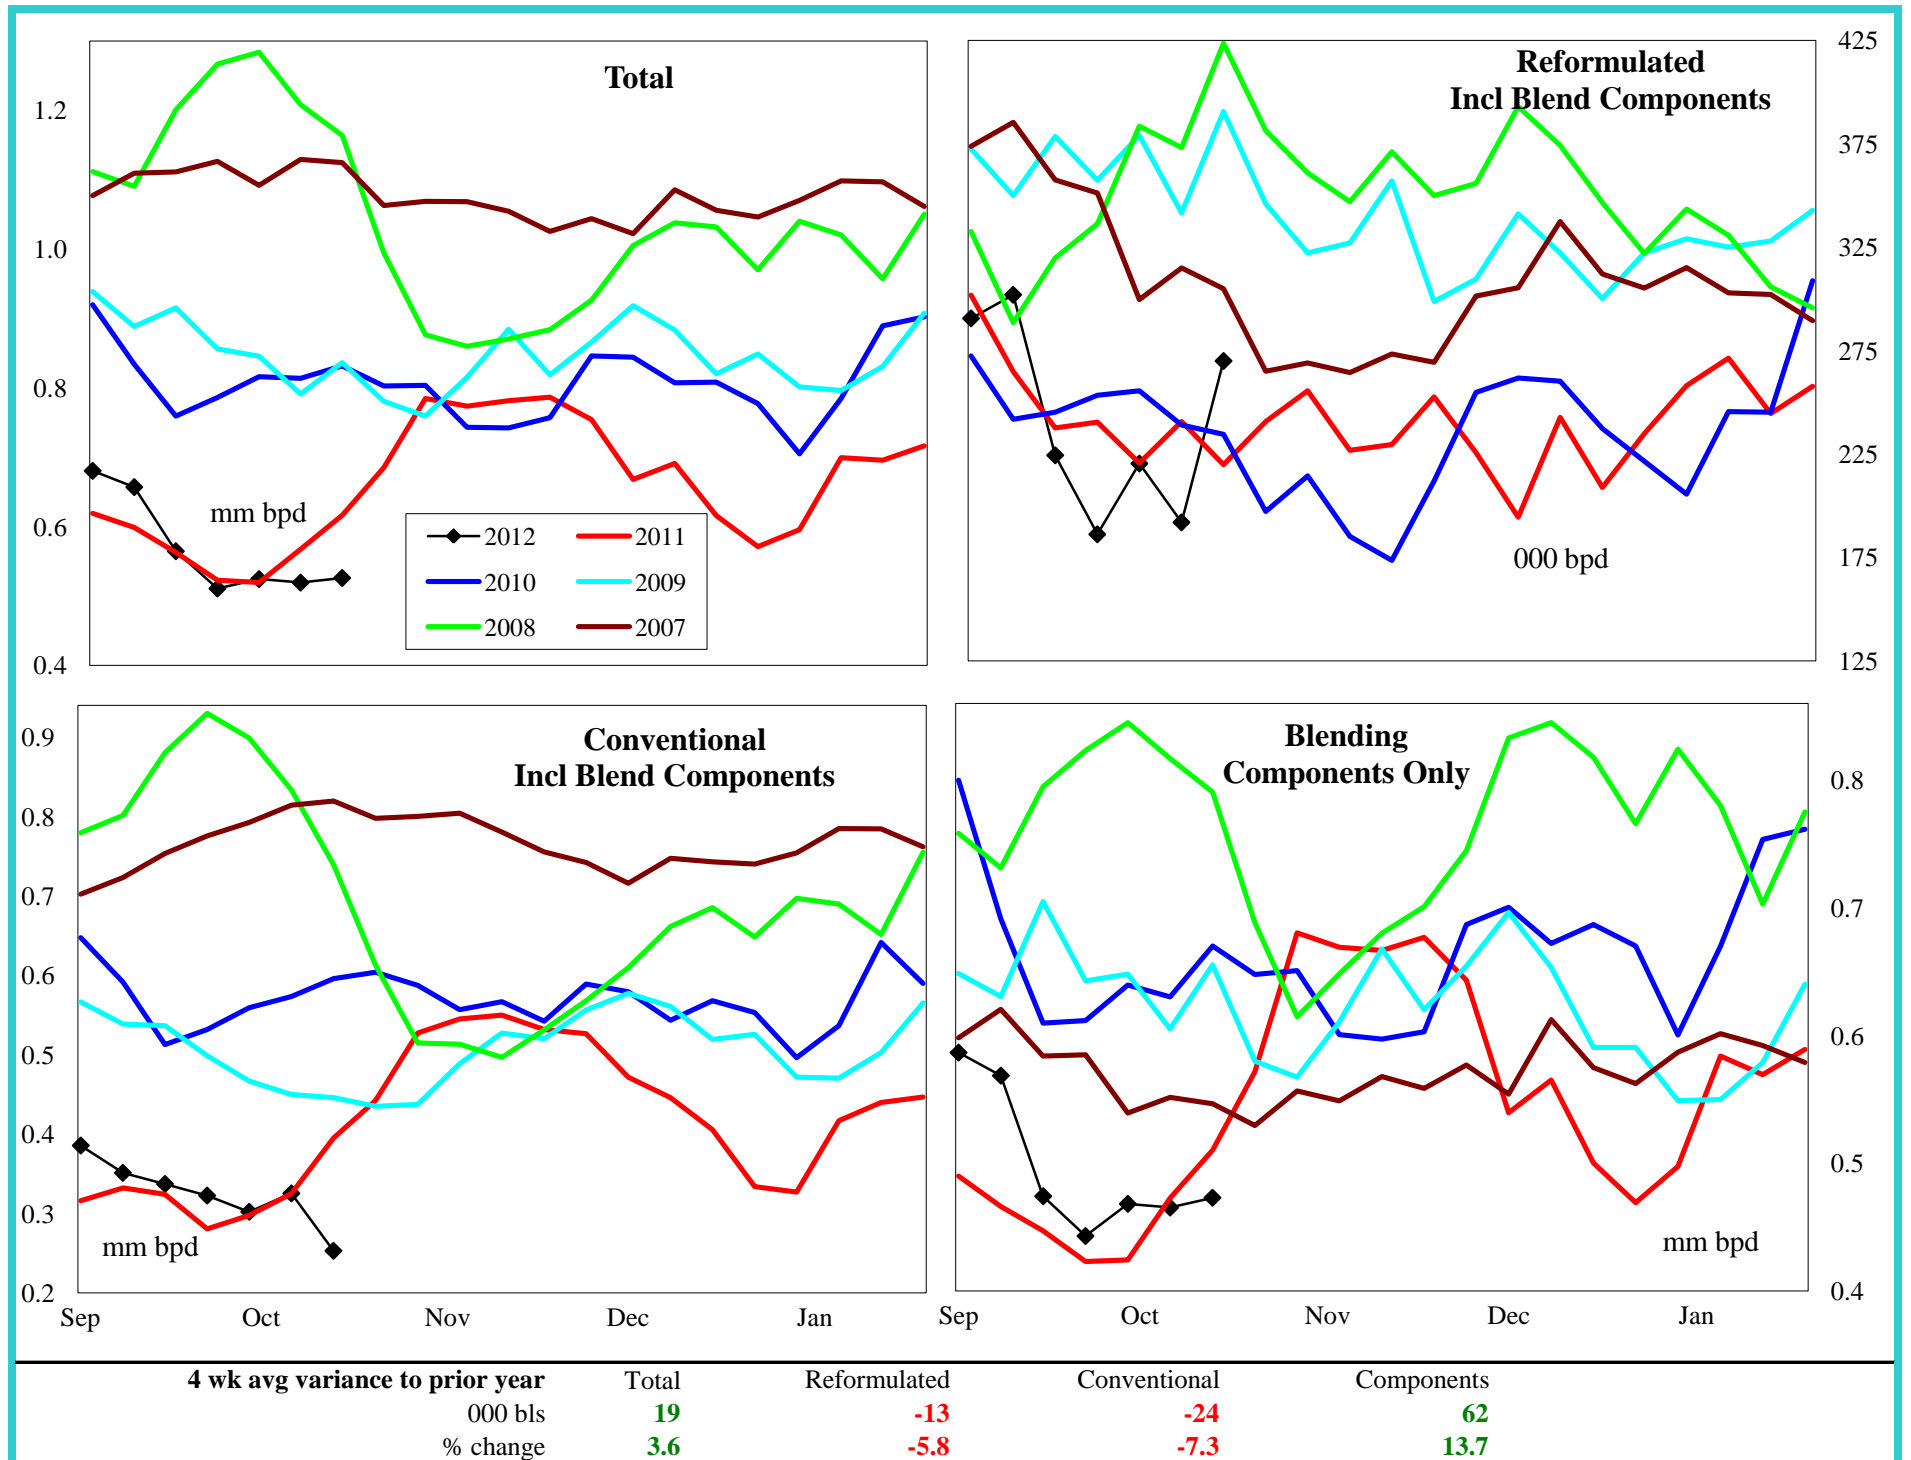 Total
1.2
1.0
0.8
0.6
0.4
mm bpd
2012
2011
2010
2009
2008
2007
Reformulated
Incl Blend Components
425
375
325
275
225
175
125
000 bpd
Conventional
Incl Blend Components
0.9
0.8
0.7
0.6
0.5
0.4
0.3
0.2
mm bpd
Sep Oct Nov Dec Jan
Blending
Components Only
0.8
0.7
0.6
0.5
0.4
mm bpd
Sep Oct Nov Dec Jan
4 wk avg variance to prior year Total Reformulated Conventional Components
000 bls 19 -13 -24 62
% change 3.6 -5.8 -7.3 13.7